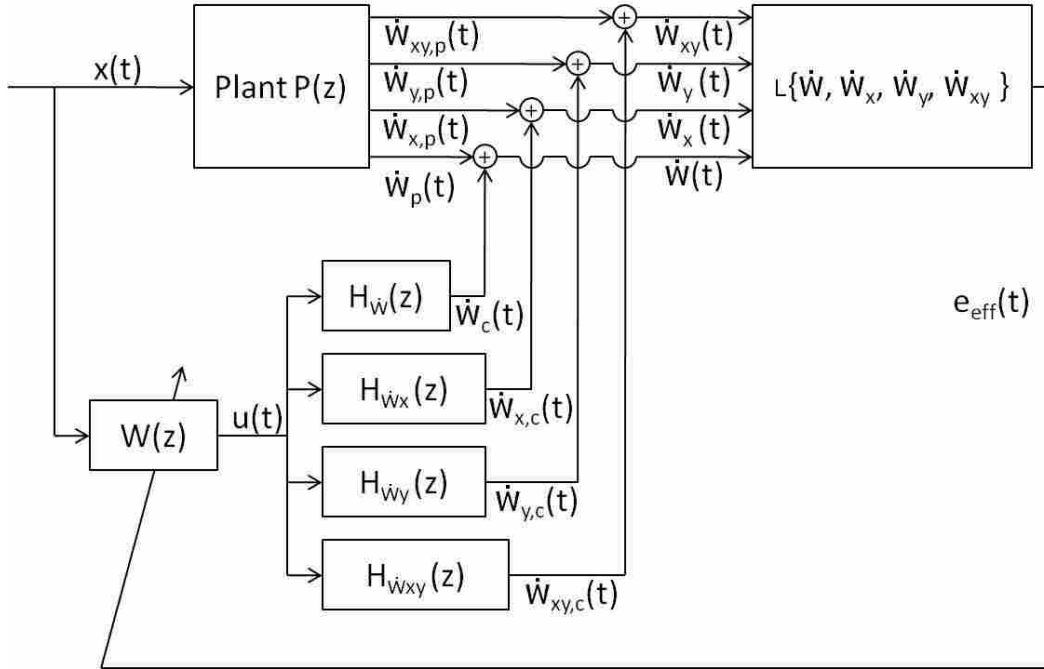 x(t)
Plant P(z)
Ẇxy,p(t)
Ẇxy(t)
Ẇy,p(t)
Ẇy (t)
Ẇx,p(t)
Ẇx (t)
Ẇp(t)
Ẇ(t)
L{Ẇ, Ẇx, Ẇy, Ẇxy }
+
+
+
+
HẆ(z)
Ẇc(t)
eeff(t)
HẆx(z)
Ẇx,c(t)
W(z)
u(t)
HẆy(z)
Ẇy,c(t)
HẆxy(z)
Ẇxy,c(t)